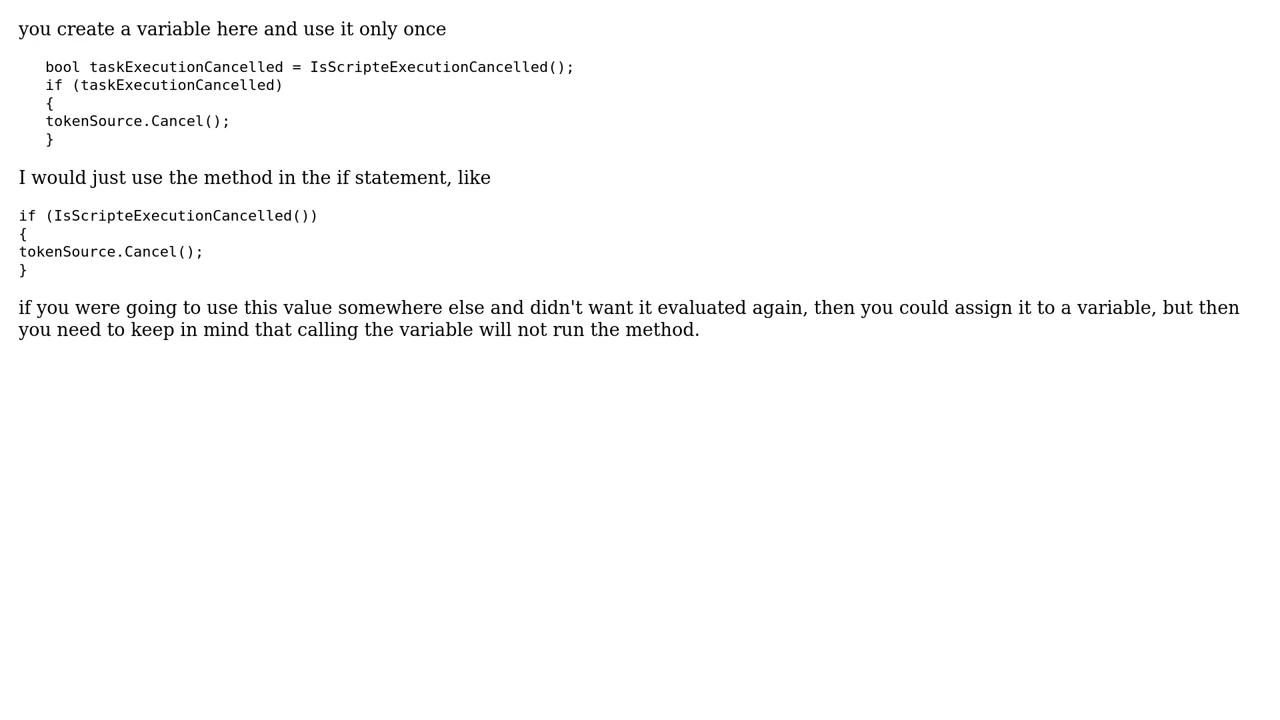 you create a variable here and use it only once
bool taskExecutionCancelled = IsScripteExecutionCancelled();
if (taskExecutionCancelled)
{
tokenSource.Cancel();
}
I would just use the method in the if statement, like
if (IsScripteExecutionCancelled())
{
tokenSource.Cancel();
}
if you were going to use this value somewhere else and didn't want it evaluated again, then you could assign it to a variable, but then
you need to keep in mind that calling the variable will not run the method.